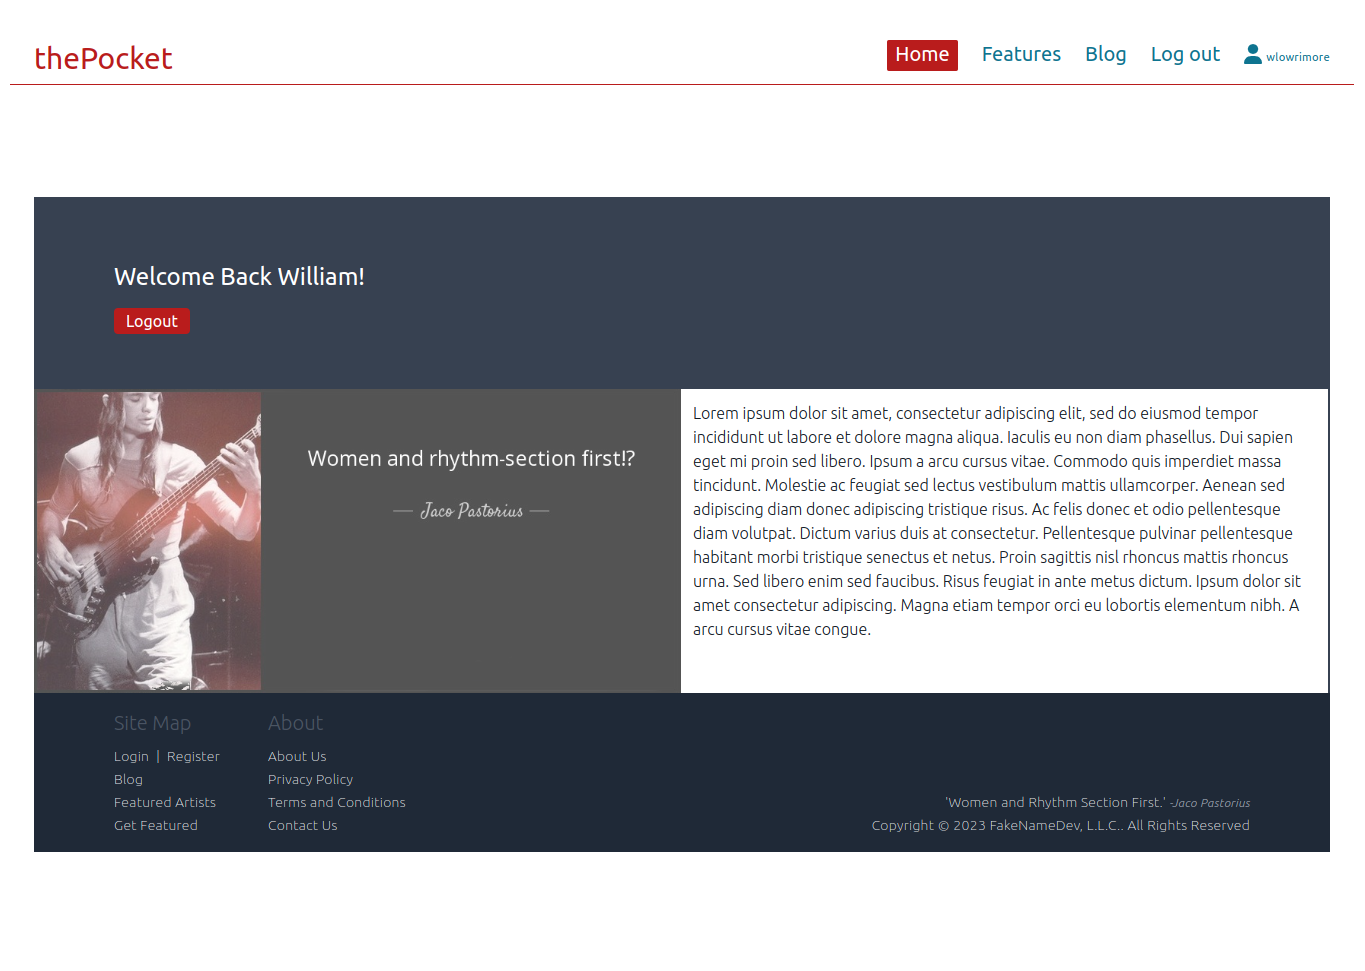 thePocket
Home Features Blog Log out wlowrimore
Welcome Back William!
Logout
Women and rhythm-section first!?
— Jaco Pastorius —
Lorem ipsum dolor sit amet, consectetur adipiscing elit, sed do eiusmod tempor
incididunt ut labore et dolore magna aliqua. Iaculis eu non diam phasellus. Dui sapien
eget mi proin sed libero. Ipsum a arcu cursus vitae. Commodo quis imperdiet massa
tincidunt. Molestie ac feugiat sed lectus vestibulum mattis ullamcorper. Aenean sed
adipiscing diam donec adipiscing tristique risus. Ac felis donec et odio pellentesque
diam volutpat. Dictum varius duis at consectetur. Pellentesque pulvinar pellentesque
habitant morbi tristique senectus et netus. Proin sagittis nisl rhoncus mattis rhoncus
urna. Sed libero enim sed faucibus. Risus feugiat in ante metus dictum. Ipsum dolor sit
amet consectetur adipiscing. Magna etiam tempor orci eu lobortis elementum nibh. A
arcu cursus vitae congue.
Site Map
Login | Register
Blog
Featured Artists
Get Featured
About
About Us
Privacy Policy
Terms and Conditions
Contact Us
'Women and Rhythm Section First.' -Jaco Pastorius
Copyright © 2023 FakeNameDev, L.L.C.. All Rights Reserved